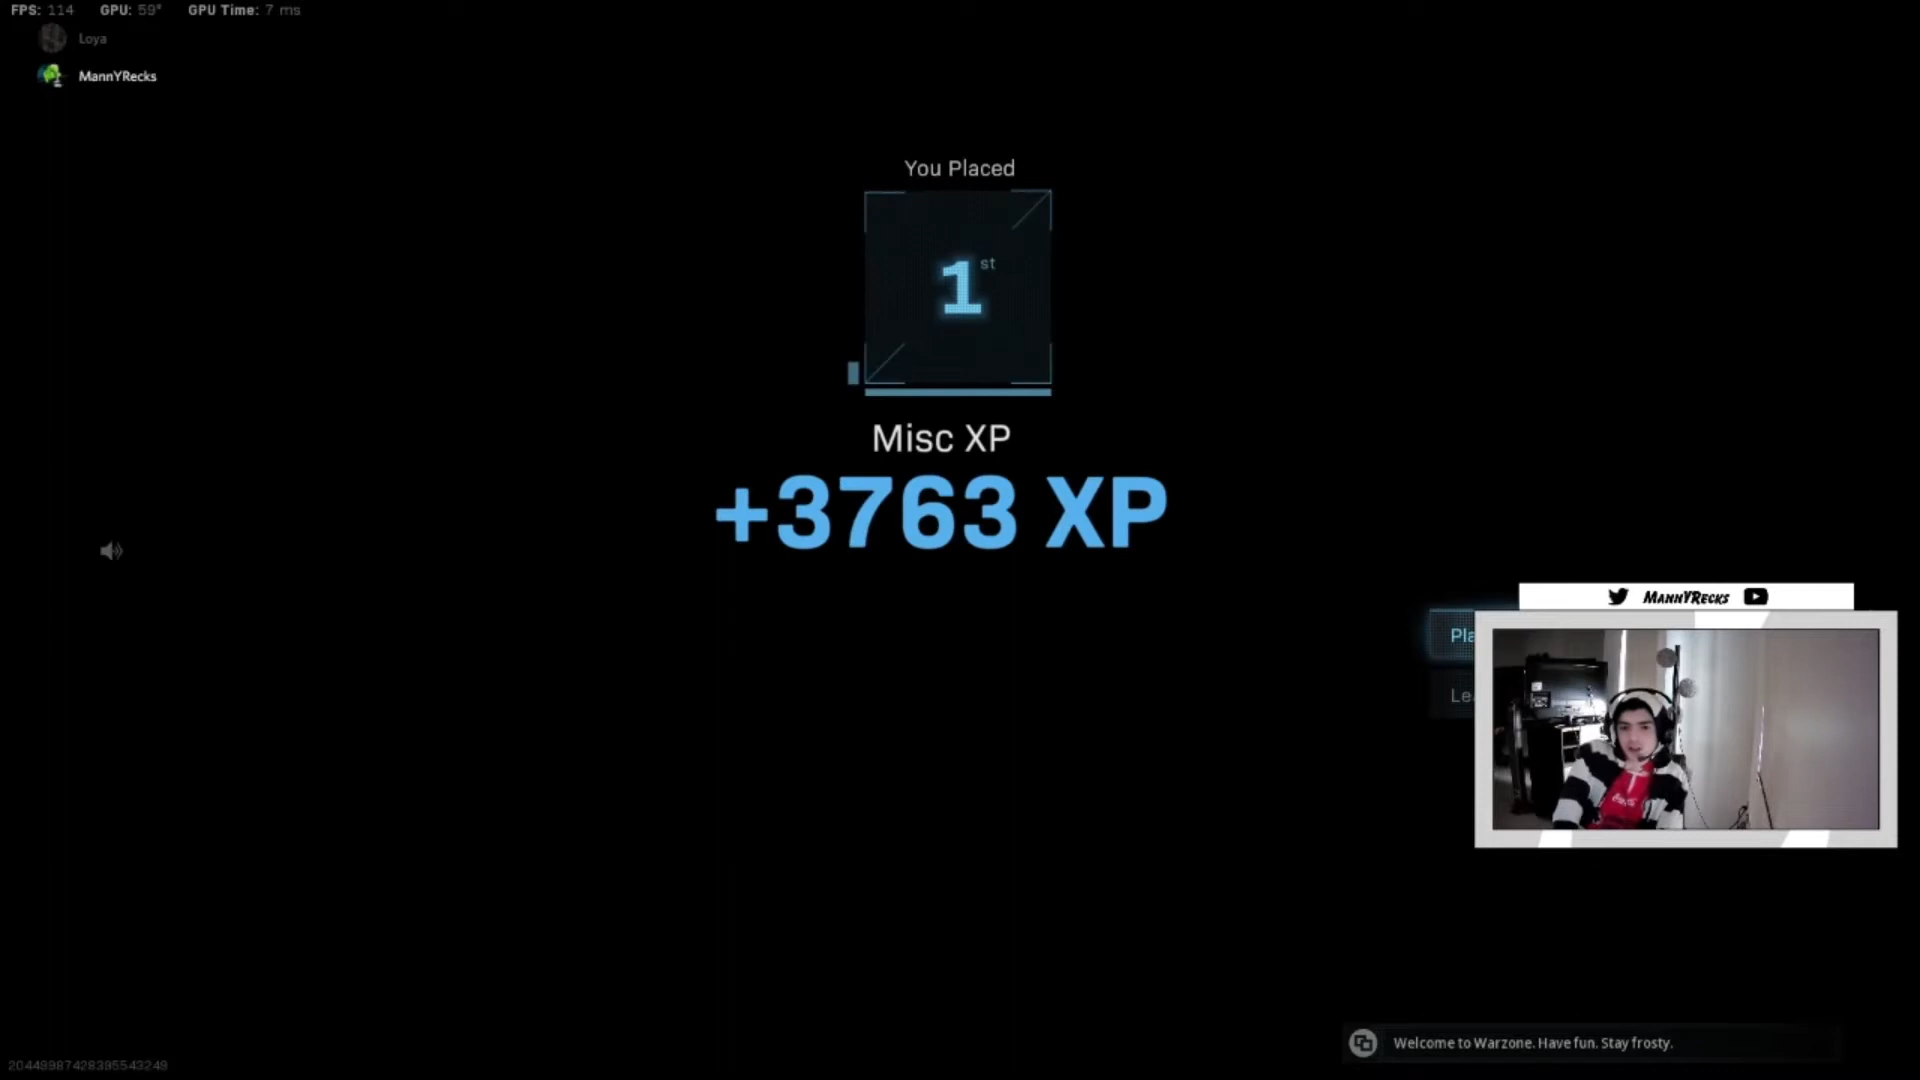 FPS: 114 GPU: 59° GPU Time: 7 ms
Loya
MannYRecks
You Placed
1st
Misc XP
+3763 XP
MannYRecks
Pla
Le
Welcome to Warzone. Have fun. Stay frosty.